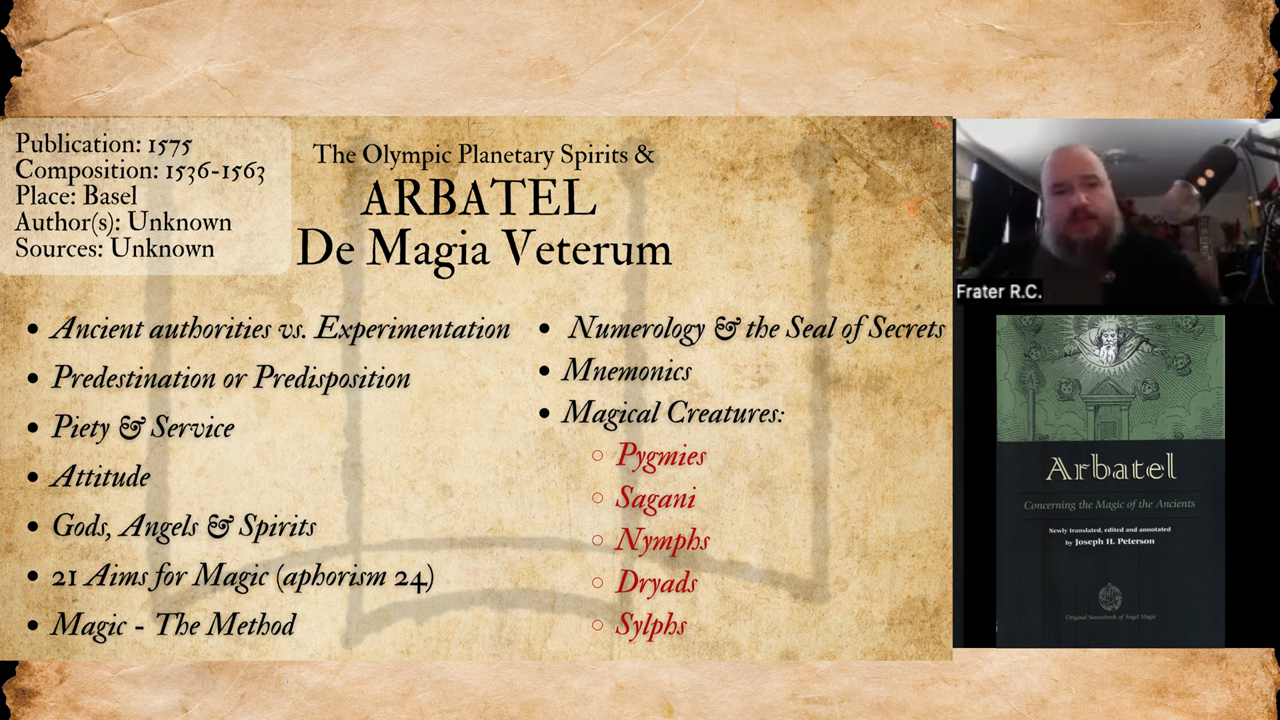 Publication: 1575
Composition: 1536-1563
Place: Basel
Author(s): Unknown
Sources: Unknown
The Olympic Planetary Spirits &
ARBATEL
De Magia Veterum
• Ancient authorities vs. Experimentation
• Predestination or Predisposition
• Piety & Service
• Attitude
• Gods, Angels & Spirits
• 21 Aims for Magic (aphorism 24)
• Magic - The Method
• Numerology & the Seal of Secrets
• Mnemonics
• Magical Creatures:
○ Pygmies
○ Sagani
○ Nymphs
○ Dryads
○ Sylphs
Frater R.C.
Arbatel
Concerning the Magic of the Ancients
Newly translated, edited and annotated
by Joseph H. Peterson
Original Sourcebook of Angel Magic